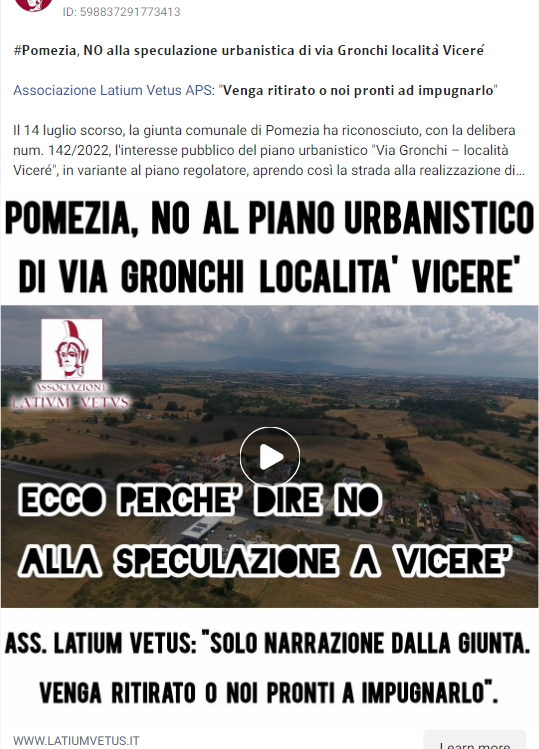 ID: 598837291773413
#Pomezia, NO alla speculazione urbanistica di via Gronchi località Viceré
Associazione Latium Vetus APS: "Venga ritirato o noi pronti ad impugnarlo"
Il 14 luglio scorso, la giunta comunale di Pomezia ha riconosciuto, con la delibera
num. 142/2022, l'interesse pubblico del piano urbanistico "Via Gronchi – località
Viceré", in variante al piano regolatore, aprendo così la strada alla realizzazione di...
POMEZIA, NO AL PIANO URBANISTICO
DI VIA GRONCHI LOCALITA' VICERE'
ASSOCIAZIONE
LATIVM VETVS
ECCO PERCHE' DIRE NO
ALLA SPECULAZIONE A VICERE'
ASS. LATIUM VETUS: "SOLO NARRAZIONE DALLA GIUNTA.
VENGA RITIRATO O NOI PRONTI A IMPUGNARLO".
WWW.LATIUMVETUS.IT
Learn more